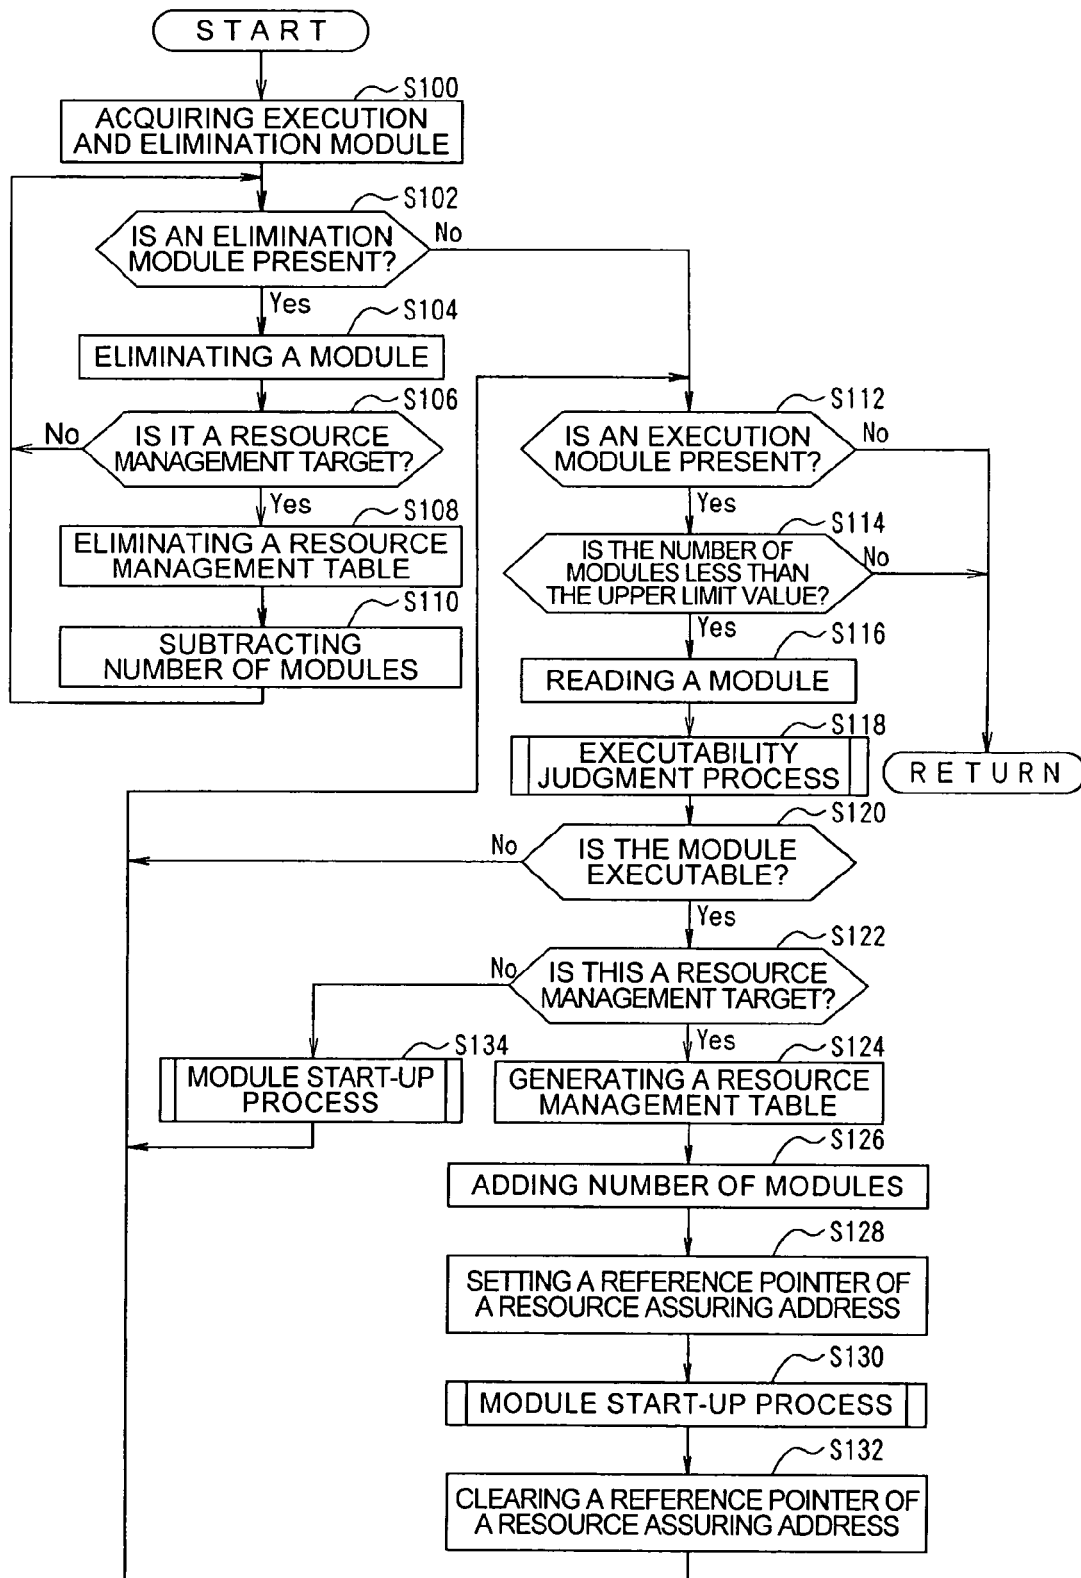 START
S100
ACQUIRING EXECUTION
AND ELIMINATION MODULE
S102
IS AN ELIMINATION
MODULE PRESENT?
No
Yes
S104
ELIMINATING A MODULE
S106
IS IT A RESOURCE
MANAGEMENT TARGET?
No
Yes
S108
ELIMINATING A RESOURCE
MANAGEMENT TABLE
S110
SUBTRACTING
NUMBER OF MODULES
S112
IS AN EXECUTION
MODULE PRESENT?
No
Yes
S114
IS THE NUMBER OF
MODULES LESS THAN
THE UPPER LIMIT VALUE?
No
Yes
S116
READING A MODULE
S118
EXECUTABILITY
JUDGMENT PROCESS
RETURN
S120
IS THE MODULE
EXECUTABLE?
No
Yes
S122
IS THIS A RESOURCE
MANAGEMENT TARGET?
No
Yes
S134
MODULE START-UP
PROCESS
S124
GENERATING A RESOURCE
MANAGEMENT TABLE
S126
ADDING NUMBER OF MODULES
S128
SETTING A REFERENCE POINTER OF
A RESOURCE ASSURING ADDRESS
S130
MODULE START-UP PROCESS
S132
CLEARING A REFERENCE POINTER OF
A RESOURCE ASSURING ADDRESS